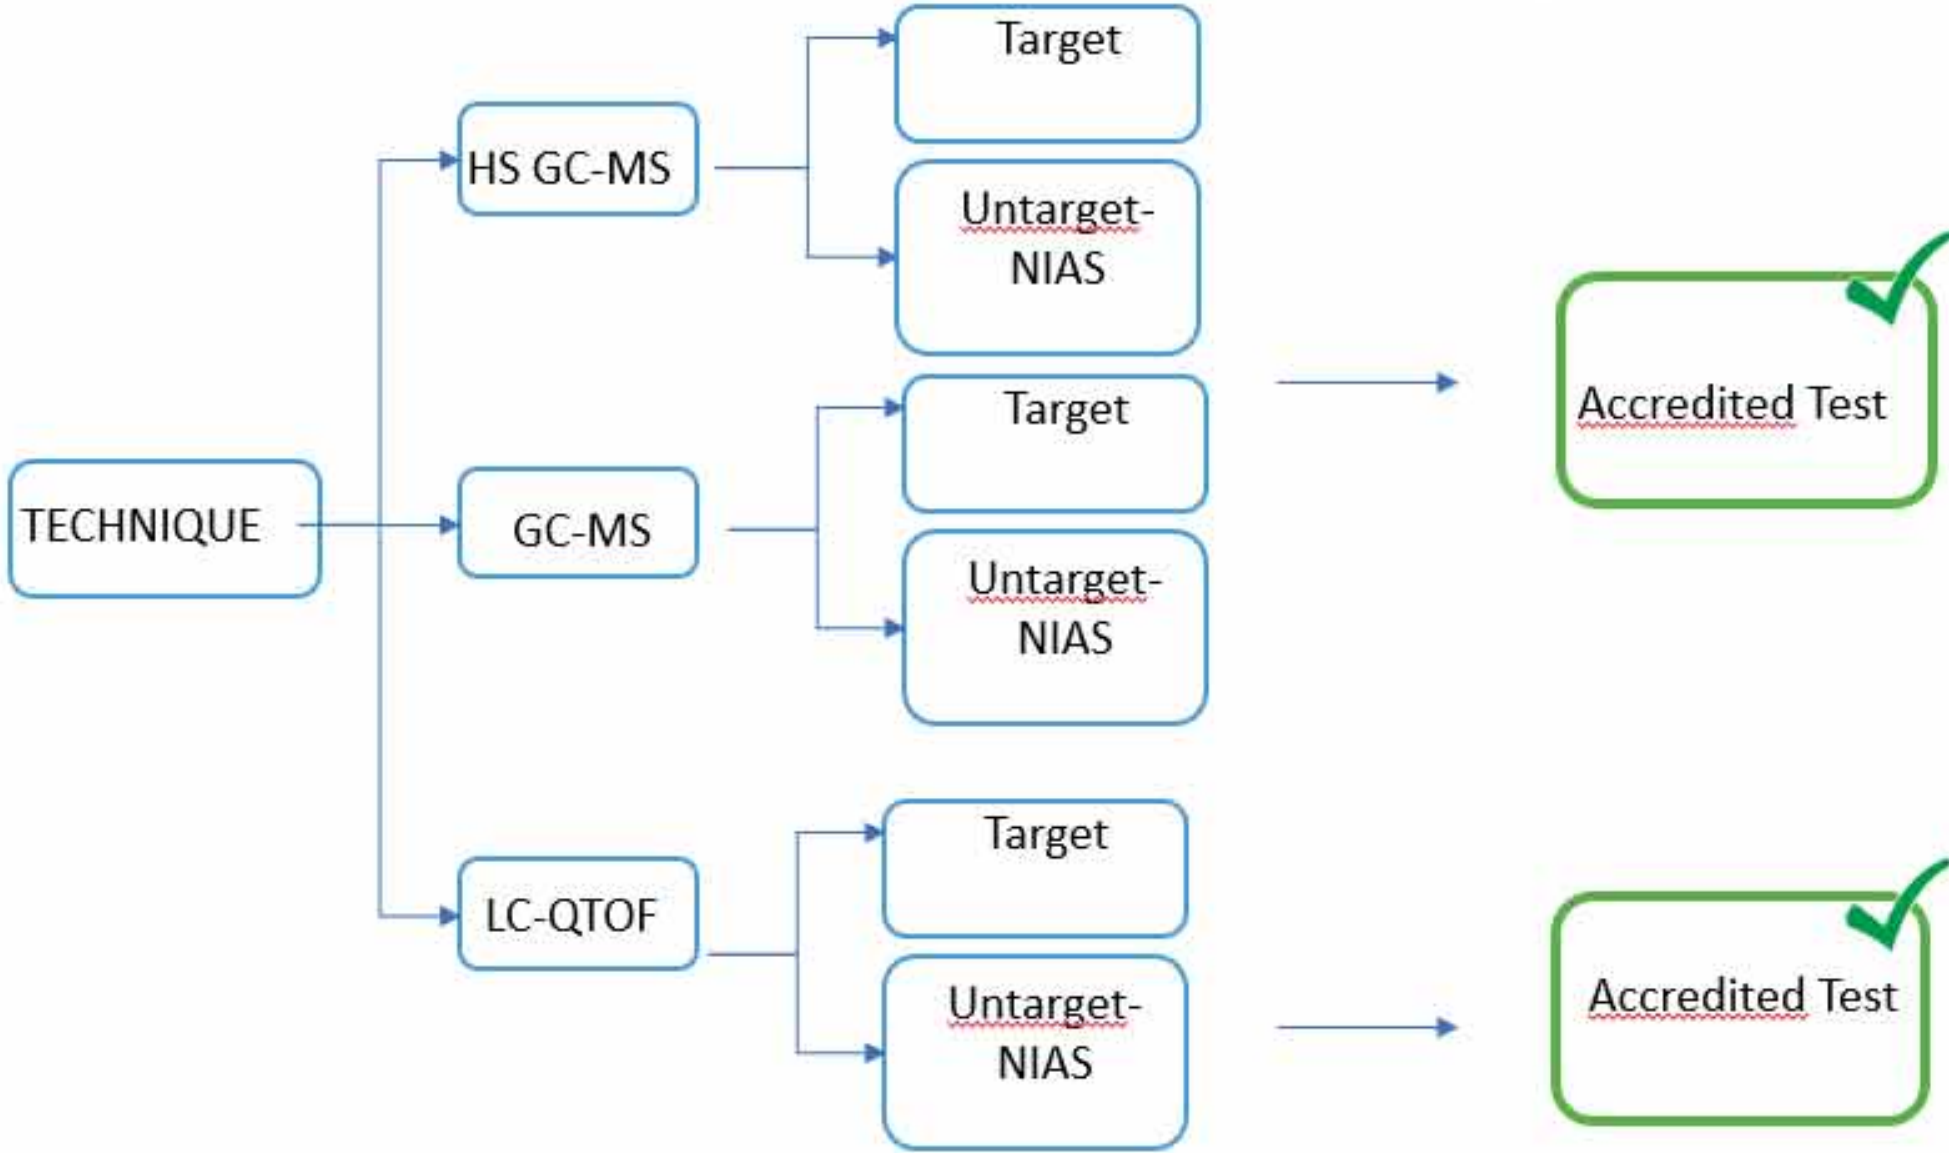 TECHNIQUE
HS GC-MS
Target
Untarget-
NIAS
GC-MS
Target
Untarget-
NIAS
Accredited Test
LC-QTOF
Target
Untarget-
NIAS
Accredited Test